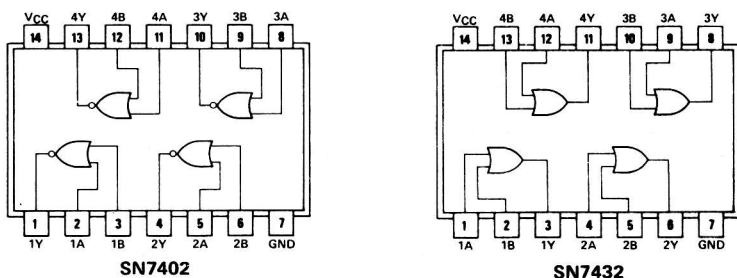 VCC 4Y 4B 4A 3Y 3B 3A
14 13 12 11 10 9 8
1 2 3 4 5 6 7
1Y 1A 1B 2Y 2A 2B GND
SN7402
VCC 4B 4A 4Y 3B 3A 3Y
14 13 12 11 10 9 8
1 2 3 4 5 6 7
1A 1B 1Y 2A 2B 2Y GND
SN7432